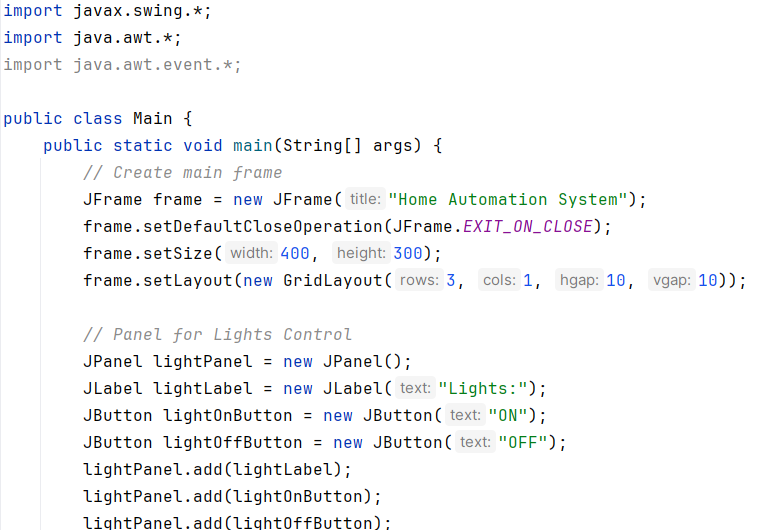 import javax.swing.*;
import java.awt.*;
import java.awt.event.*;
public class Main {
public static void main(String[] args) {
// Create main frame
JFrame frame = new JFrame( title: "Home Automation System");
frame.setDefaultCloseOperation(JFrame.EXIT_ON_CLOSE);
frame.setSize( width: 400, height: 300);
frame.setLayout(new GridLayout( rows: 3, cols: 1, hgap: 10, vgap: 10));
// Panel for Lights Control
JPanel lightPanel = new JPanel();
JLabel lightLabel = new JLabel( text: "Lights:");
JButton lightOnButton = new JButton( text: "ON");
JButton lightOffButton = new JButton( text: "OFF");
lightPanel.add(lightLabel);
lightPanel.add(lightOnButton);
lightPanel.add(lightOffButton);